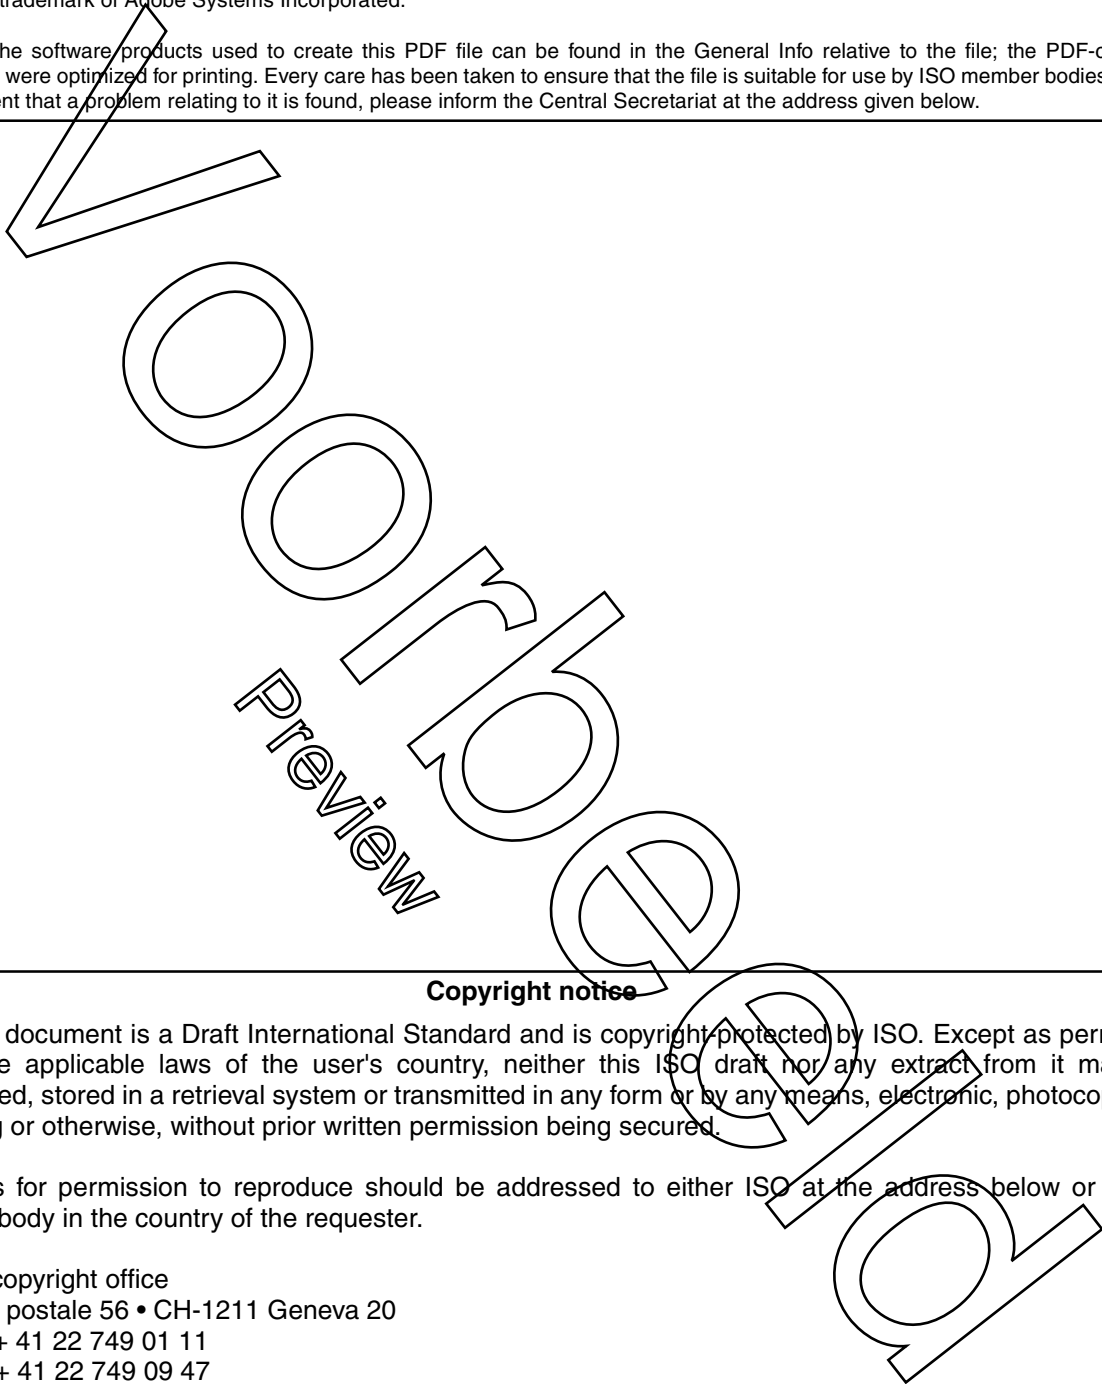 trademark of Adobe Systems Incorporated.
he software products used to create this PDF file can be found in the General Info relative to the file; the PDF-c
were optimized for printing. Every care has been taken to ensure that the file is suitable for use by ISO member bodies
ent that a problem relating to it is found, please inform the Central Secretariat at the address given below.
Voorbeeld
Preview
Copyright notice
document is a Draft International Standard and is copyright-protected by ISO. Except as perm
e applicable laws of the user's country, neither this ISO draft nor any extract from it ma
ed, stored in a retrieval system or transmitted in any form or by any means, electronic, photocop
g or otherwise, without prior written permission being secured.
s for permission to reproduce should be addressed to either ISO at the address below or
body in the country of the requester.
copyright office
postale 56 • CH-1211 Geneva 20
+ 41 22 749 01 11
+ 41 22 749 09 47